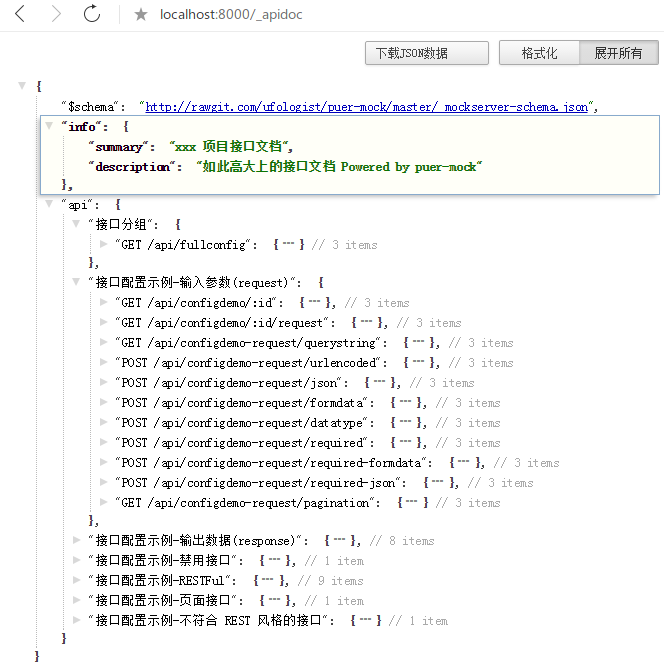 localhost:8000/_apidoc
下载JSON数据 格式化 展开所有
{
"$schema": "http://rawgit.com/ufologist/puer-mock/master/_mockserver-schema.json",
"info": {
"summary": "xxx 项目接口文档",
"description": "如此高大上的接口文档 Powered by puer-mock"
},
"api": {
"接口分组": {
"GET /api/fullconfig": {┅} // 3 items
},
"接口配置示例-输入参数(request)": {
"GET /api/configdemo/:id": {┅}, // 3 items
"GET /api/configdemo/:id/request": {┅}, // 3 items
"GET /api/configdemo-request/querystring": {┅}, // 3 items
"POST /api/configdemo-request/urlencoded": {┅}, // 3 items
"POST /api/configdemo-request/json": {┅}, // 3 items
"POST /api/configdemo-request/formdata": {┅}, // 3 items
"POST /api/configdemo-request/datatype": {┅}, // 3 items
"POST /api/configdemo-request/required": {┅}, // 3 items
"POST /api/configdemo-request/required-formdata": {┅}, // 3 items
"POST /api/configdemo-request/required-json": {┅}, // 3 items
"GET /api/configdemo-request/pagination": {┅} // 3 items
},
"接口配置示例-输出数据(response)": {┅}, // 8 items
"接口配置示例-禁用接口": {┅}, // 1 item
"接口配置示例-RESTFul": {┅}, // 9 items
"接口配置示例-页面接口": {┅}, // 1 item
"接口配置示例-不符合 REST 风格的接口": {┅} // 1 item
}
}